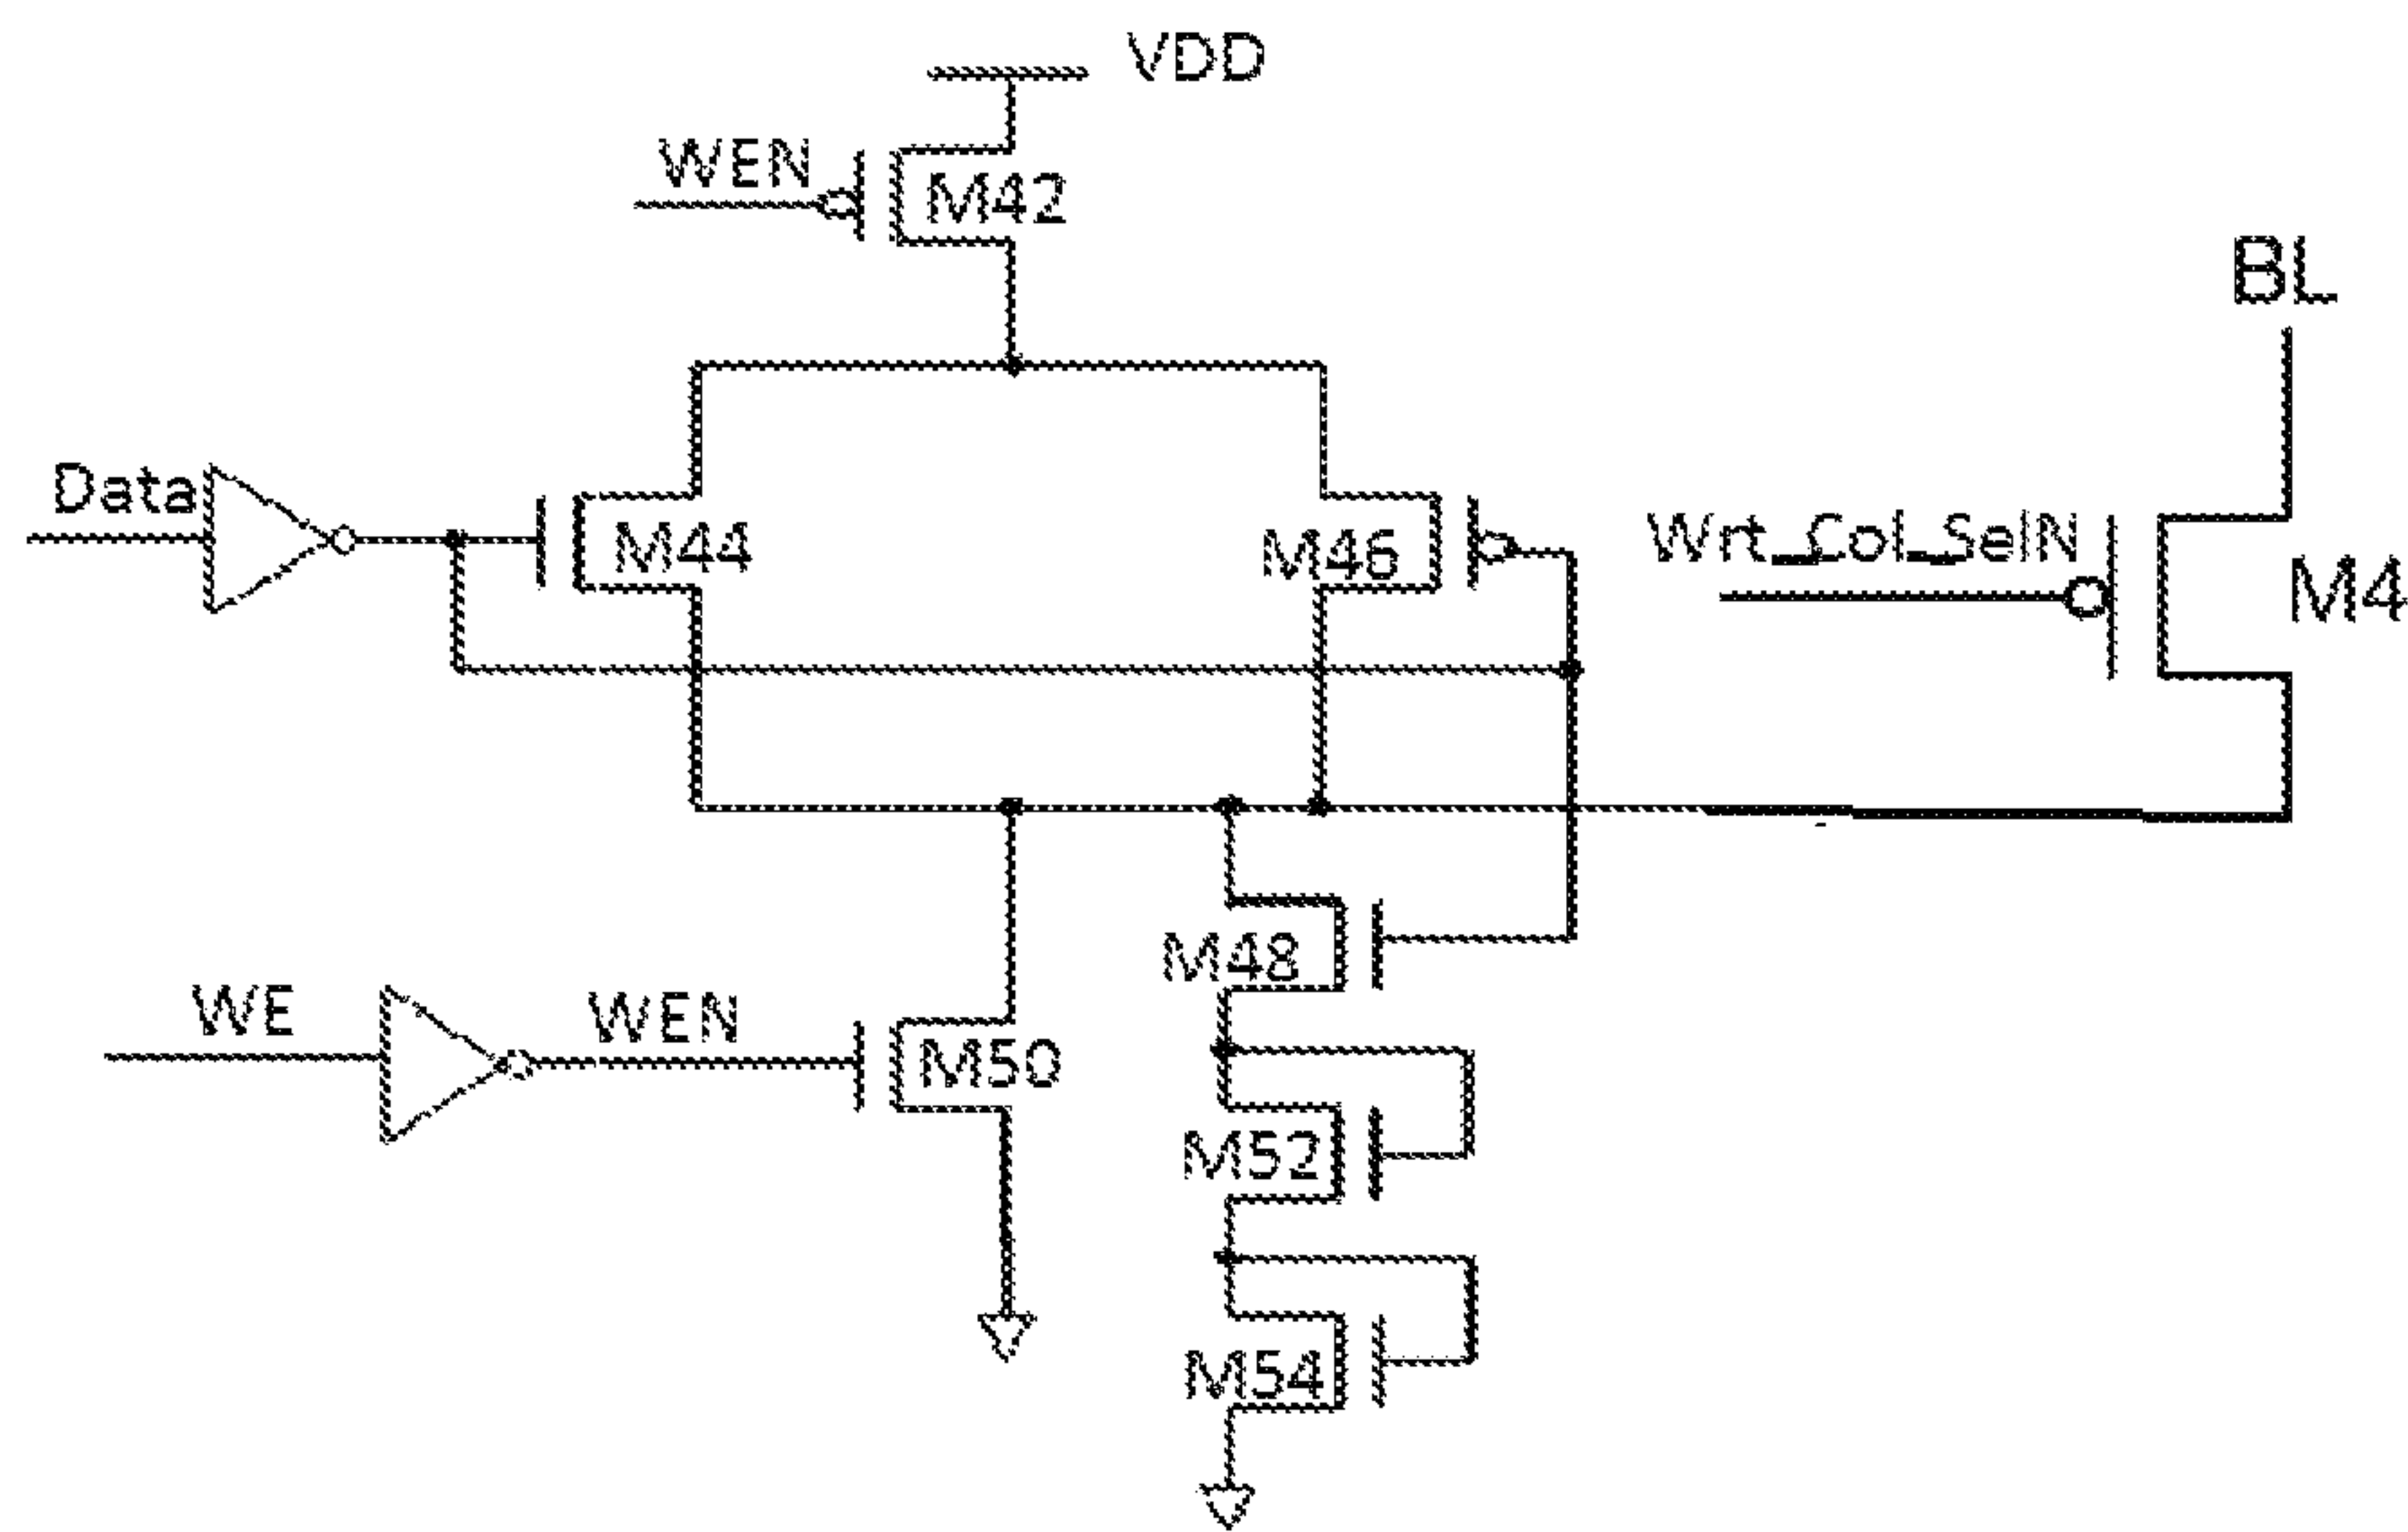 VDD
WEN
M42
BL
Data
M44
M46
Wrt_Col_SelN
M4
M48
WE
WEN
M50
M52
M54